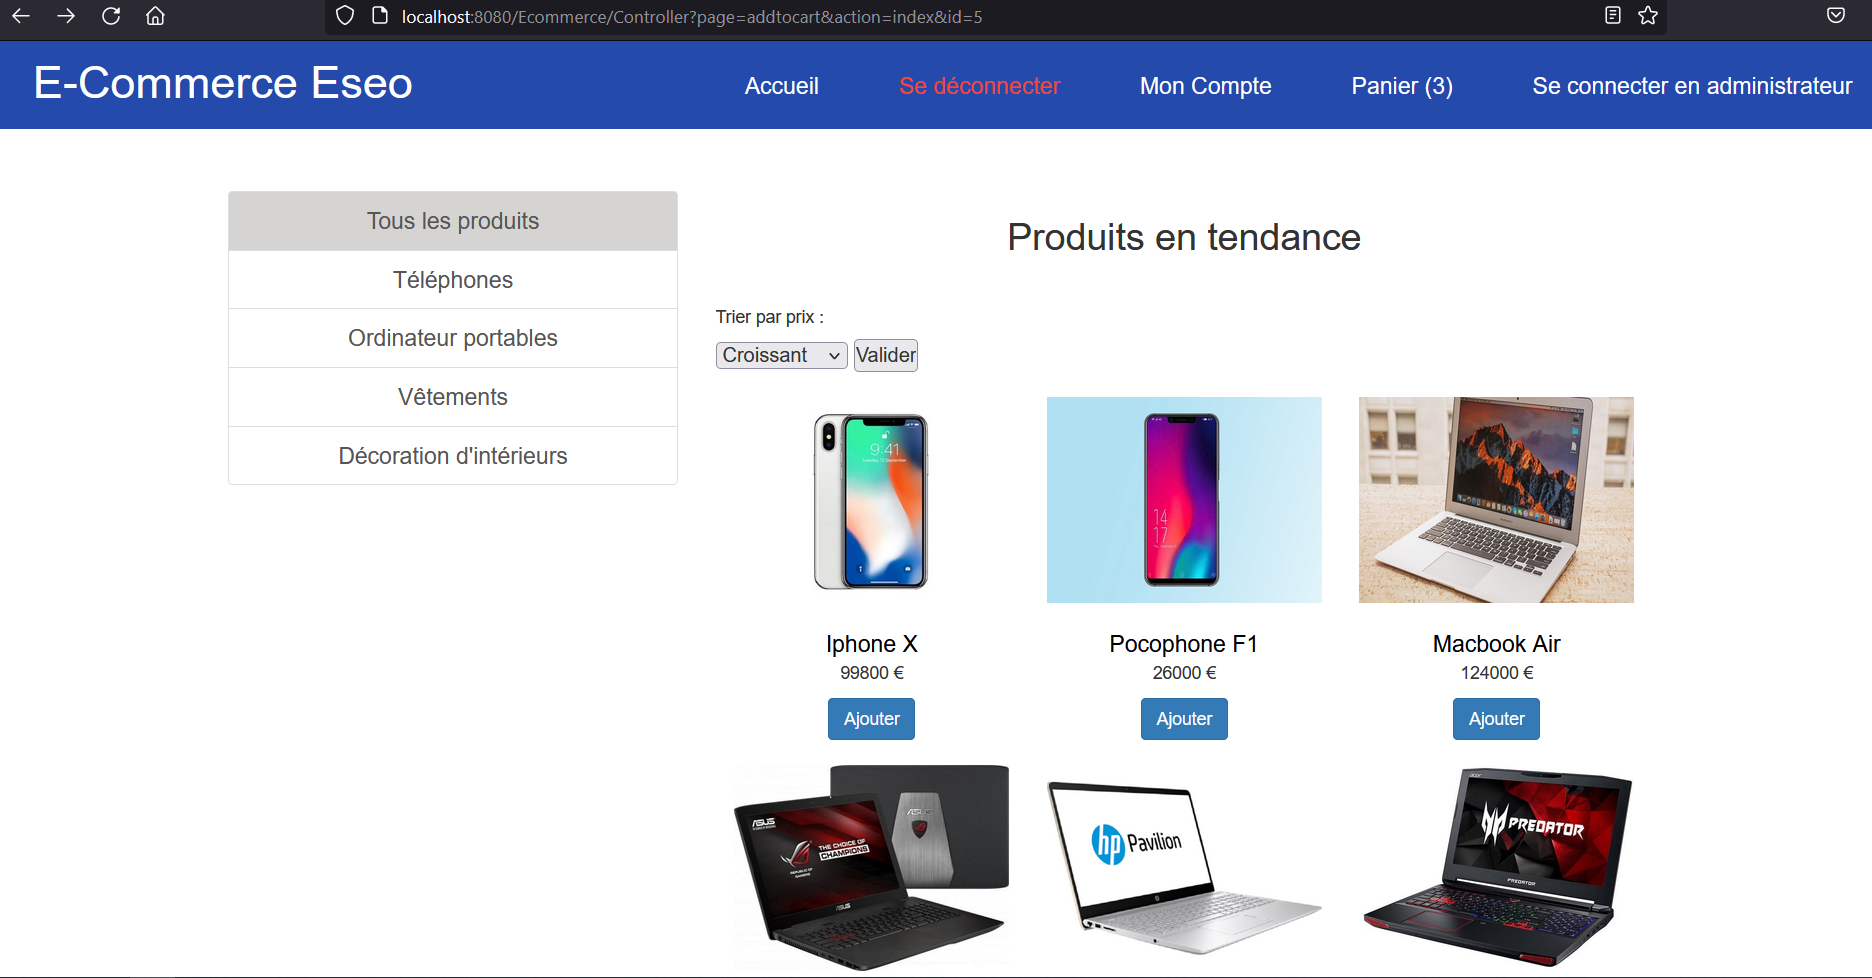 localhost:8080/Ecommerce/Controller?page=addtocart&action=index&id=5
E-Commerce Eseo
Accueil
Se déconnecter
Mon Compte
Panier (3)
Se connecter en administrateur
Tous les produits
Téléphones
Ordinateur portables
Vêtements
Décoration d'intérieurs
Produits en tendance
Trier par prix :
Croissant
Valider
9:41
14
17
Iphone X
Pocophone F1
Macbook Air
99800 €
26000 €
124000 €
Ajouter
Ajouter
Ajouter
ASUS
THE CHOICE OF
CHAMPIONS
REPUBLIC OF
GAMERS
ASUS
ASUS
hp Pavilion
acer
PREDATOR
PREDATOR